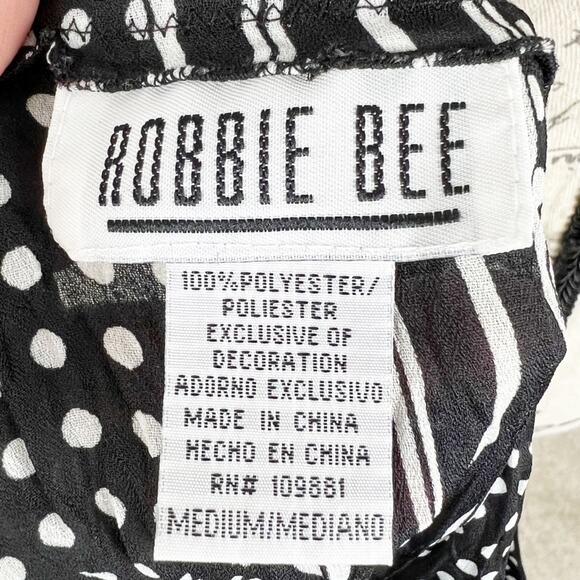 ROBBIE BEE
100%POLYESTER/
POLIESTER
EXCLUSIVE OF
DECORATION
ADORNO EXCLUSIVO
MADE IN CHINA
HECHO EN CHINA
RN# 109881
MEDIUM/MEDIANO